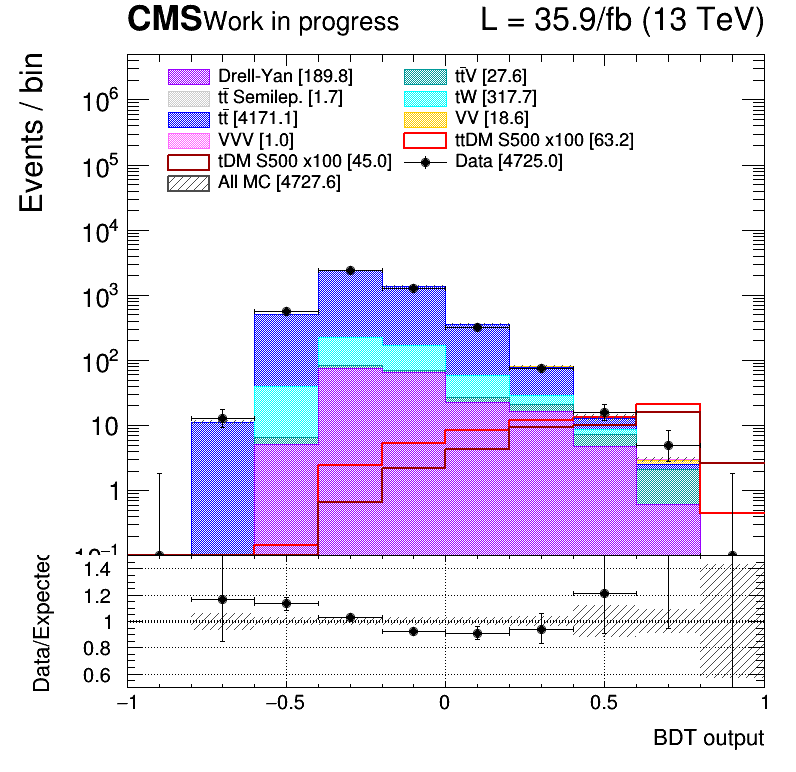 CMS Work in progress L = 35.9/fb (13 TeV)
Events / bin
Drell-Yan [189.8] tt̄V [27.6]
tt̄ Semilep. [1.7] tW [317.7]
tt̄ [4171.1] VV [18.6]
VVV [1.0] ttDM S500 x100 [63.2]
tDM S500 x100 [45.0] Data [4725.0]
All MC [4727.6]
10⁶
10⁵
10⁴
10³
10²
10
1
10⁻¹
Data/Expected
1.4
1.2
1
0.8
0.6
−1 −0.5 0 0.5 1
BDT output